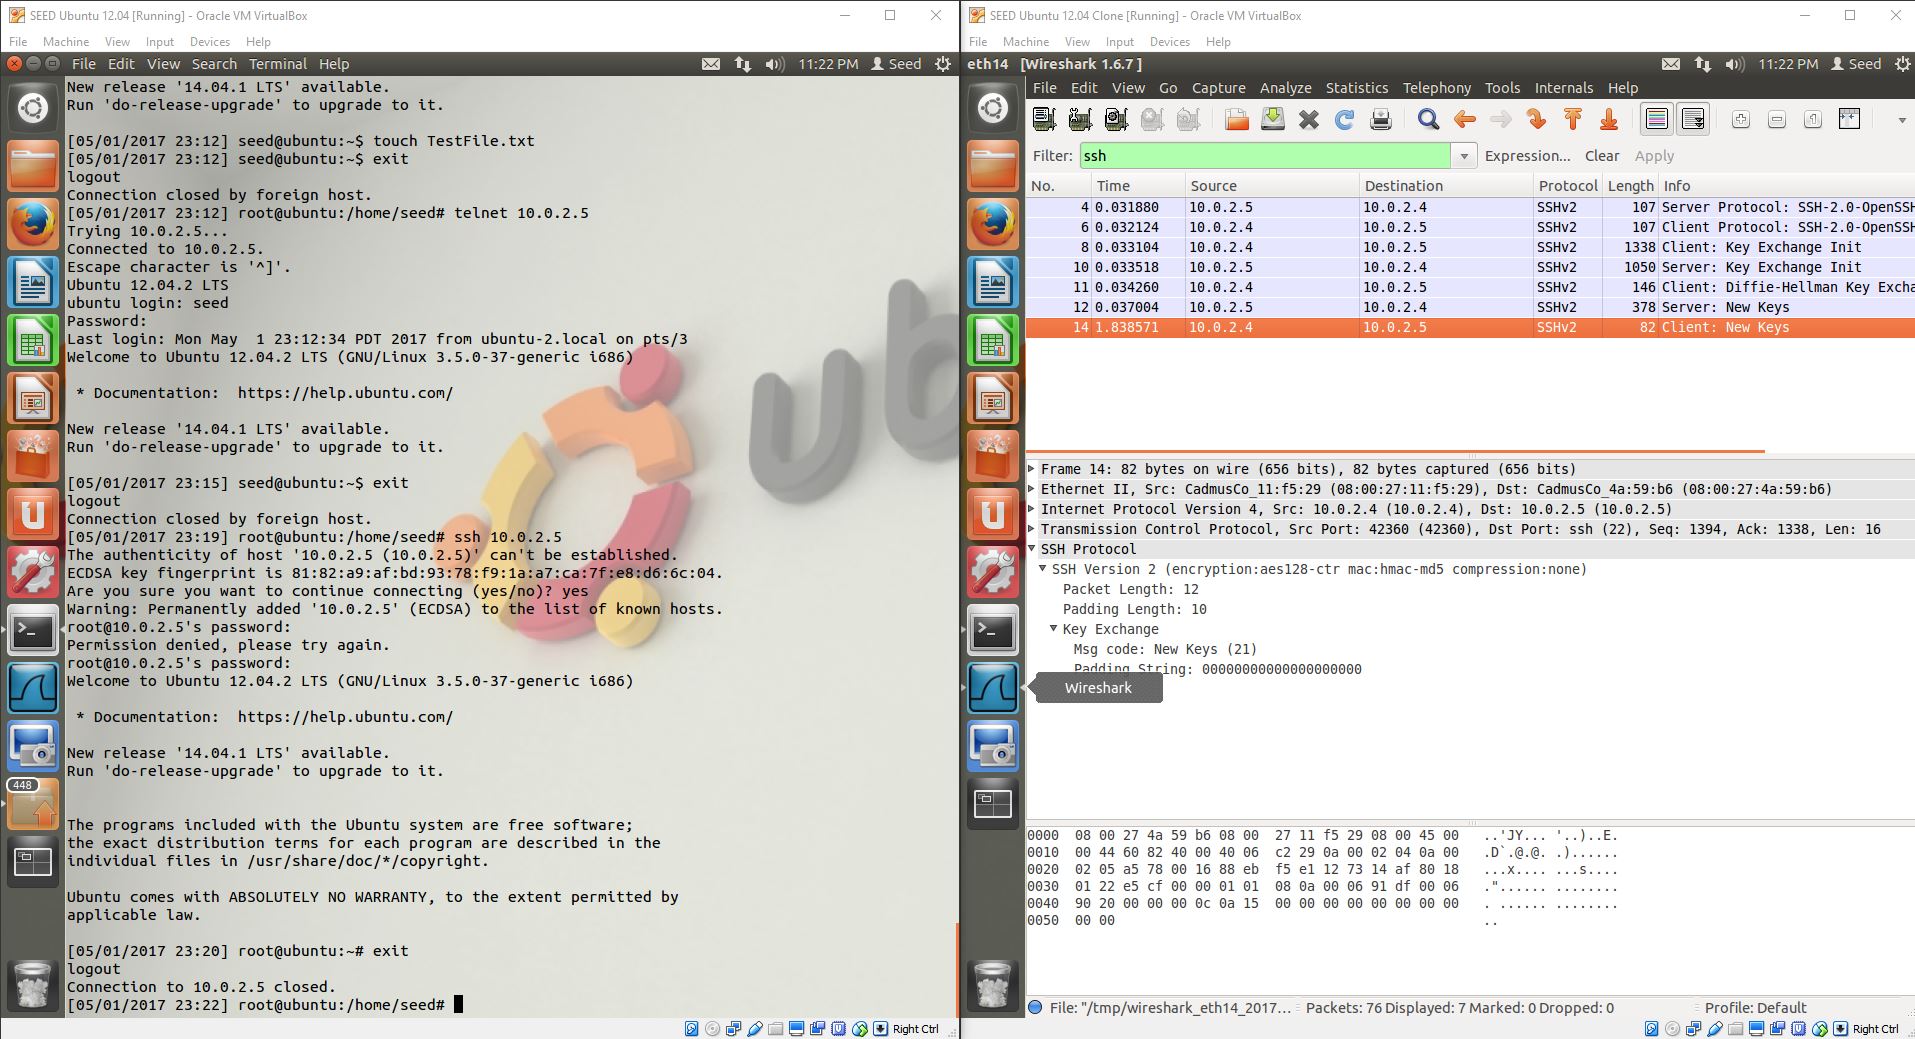 SEED Ubuntu 12.04 [Running] - Oracle VM VirtualBox
File Machine View Input Devices Help
File Edit View Search Terminal Help
11:22 PM Seed
New release '14.04.1 LTS' available.
Run 'do-release-upgrade' to upgrade to it.
[05/01/2017 23:12] seed@ubuntu:~$ touch TestFile.txt
[05/01/2017 23:12] seed@ubuntu:~$ exit
logout
Connection closed by foreign host.
[05/01/2017 23:12] root@ubuntu:/home/seed# telnet 10.0.2.5
Trying 10.0.2.5...
Connected to 10.0.2.5.
Escape character is '^]'.
Ubuntu 12.04.2 LTS
ubuntu login: seed
Password:
Last login: Mon May  1 23:12:34 PDT 2017 from ubuntu-2.local on pts/3
Welcome to Ubuntu 12.04.2 LTS (GNU/Linux 3.5.0-37-generic i686)
* Documentation:  https://help.ubuntu.com/
New release '14.04.1 LTS' available.
Run 'do-release-upgrade' to upgrade to it.
[05/01/2017 23:15] seed@ubuntu:~$ exit
logout
Connection closed by foreign host.
[05/01/2017 23:19] root@ubuntu:/home/seed# ssh 10.0.2.5
The authenticity of host '10.0.2.5 (10.0.2.5)' can't be established.
ECDSA key fingerprint is 81:82:a9:af:bd:93:78:f9:1a:a7:ca:7f:e8:d6:6c:04.
Are you sure you want to continue connecting (yes/no)? yes
Warning: Permanently added '10.0.2.5' (ECDSA) to the list of known hosts.
root@10.0.2.5's password:
Permission denied, please try again.
root@10.0.2.5's password:
Welcome to Ubuntu 12.04.2 LTS (GNU/Linux 3.5.0-37-generic i686)
* Documentation:  https://help.ubuntu.com/
New release '14.04.1 LTS' available.
Run 'do-release-upgrade' to upgrade to it.
The programs included with the Ubuntu system are free software;
the exact distribution terms for each program are described in the
individual files in /usr/share/doc/*/copyright.
Ubuntu comes with ABSOLUTELY NO WARRANTY, to the extent permitted by
applicable law.
[05/01/2017 23:20] root@ubuntu:~# exit
logout
Connection to 10.0.2.5 closed.
[05/01/2017 23:22] root@ubuntu:/home/seed#
448
ub
Right Ctrl
SEED Ubuntu 12.04 Clone [Running] - Oracle VM VirtualBox
File Machine View Input Devices Help
eth14 [Wireshark 1.6.7 ]
11:22 PM Seed
File Edit View Go Capture Analyze Statistics Telephony Tools Internals Help
Filter: ssh Expression... Clear Apply
No. Time Source Destination Protocol Length Info
4 0.031880 10.0.2.5 10.0.2.4 SSHv2 107 Server Protocol: SSH-2.0-OpenSSH
6 0.032124 10.0.2.4 10.0.2.5 SSHv2 107 Client Protocol: SSH-2.0-OpenSSH
8 0.033104 10.0.2.4 10.0.2.5 SSHv2 1338 Client: Key Exchange Init
10 0.033518 10.0.2.5 10.0.2.4 SSHv2 1050 Server: Key Exchange Init
11 0.034260 10.0.2.4 10.0.2.5 SSHv2 146 Client: Diffie-Hellman Key Excha
12 0.037004 10.0.2.5 10.0.2.4 SSHv2 378 Server: New Keys
14 1.838571 10.0.2.4 10.0.2.5 SSHv2 82 Client: New Keys
Frame 14: 82 bytes on wire (656 bits), 82 bytes captured (656 bits)
Ethernet II, Src: CadmusCo_11:f5:29 (08:00:27:11:f5:29), Dst: CadmusCo_4a:59:b6 (08:00:27:4a:59:b6)
Internet Protocol Version 4, Src: 10.0.2.4 (10.0.2.4), Dst: 10.0.2.5 (10.0.2.5)
Transmission Control Protocol, Src Port: 42360 (42360), Dst Port: ssh (22), Seq: 1394, Ack: 1338, Len: 16
SSH Protocol
SSH Version 2 (encryption:aes128-ctr mac:hmac-md5 compression:none)
Packet Length: 12
Padding Length: 10
Key Exchange
Msg code: New Keys (21)
Padding String: 00000000000000000000
Wireshark
0000  08 00 27 4a 59 b6 08 00  27 11 f5 29 08 00 45 00   ..'JY... '..)..E.
0010  00 44 60 82 40 00 40 06  c2 29 0a 00 02 04 0a 00   .D`.@.@. .)......
0020  02 05 a5 78 00 16 88 eb  f5 e1 12 73 14 af 80 18   ...x.... ...s....
0030  01 22 e5 cf 00 00 01 01  08 0a 00 06 91 df 00 06   ."...... ........
0040  90 20 00 00 00 0c 0a 15  00 00 00 00 00 00 00 00   . ...... ........
0050  00 00   ..
File: "/tmp/wireshark_eth14_2017... Packets: 76 Displayed: 7 Marked: 0 Dropped: 0 Profile: Default
Right Ctrl